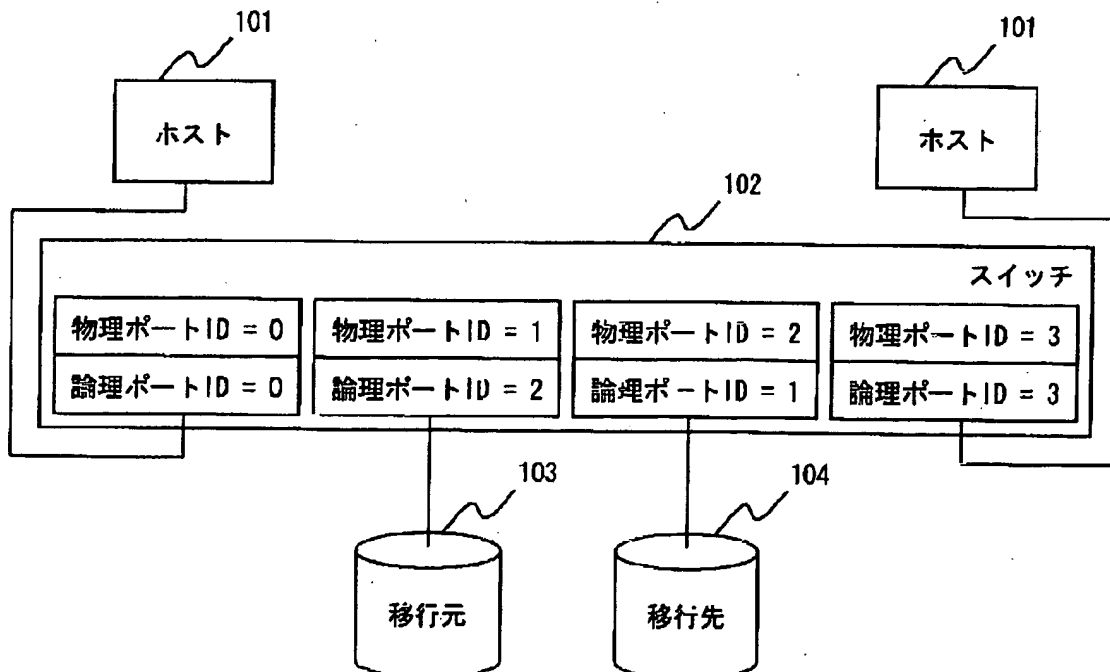 101
101
ホスト
ホスト
102
スイッチ
物理ポートID = 0
物理ポートID = 1
物理ポートID = 2
物理ポートID = 3
論理ポートID = 0
論理ポートID = 2
論理ポートID = 1
論理ポートID = 3
103
104
移行元
移行先